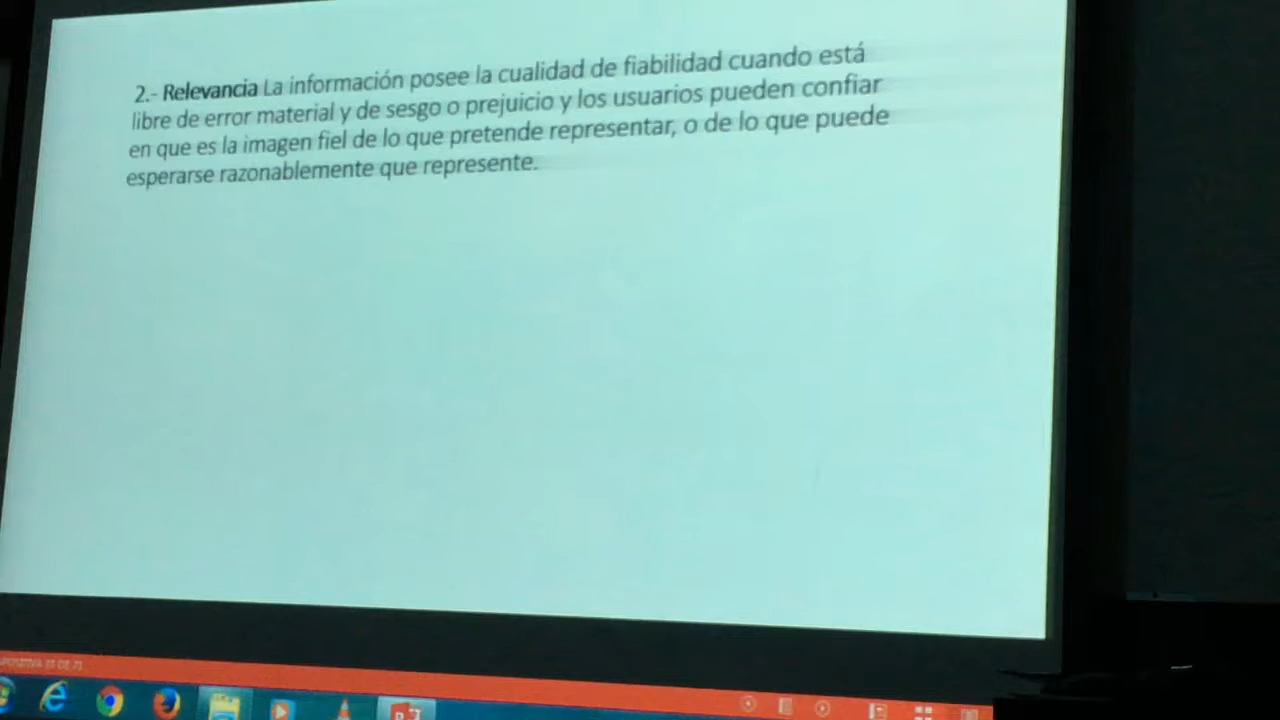 2.- Relevancia La información posee la cualidad de fiabilidad cuando está
libre de error material y de sesgo o prejuicio y los usuarios pueden confiar
en que es la imagen fiel de lo que pretende representar, o de lo que puede
esperarse razonablemente que represente.